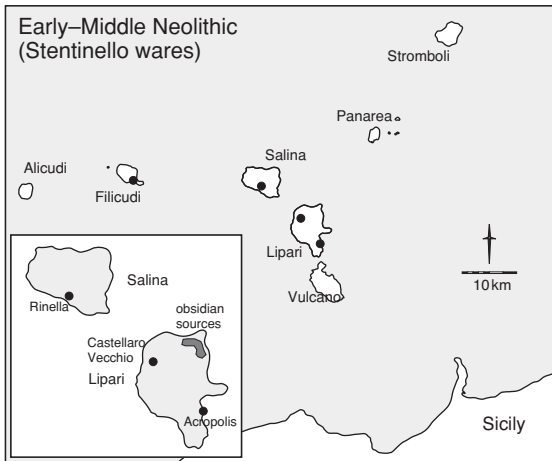 Early–Middle Neolithic
(Stentinello wares)
Stromboli
Panarea
Alicudi
Filicudi
Salina
Lipari
Vulcano
10 km
Sicily
Salina
Rinella
obsidian
sources
Castellaro
Vecchio
Lipari
Acropolis